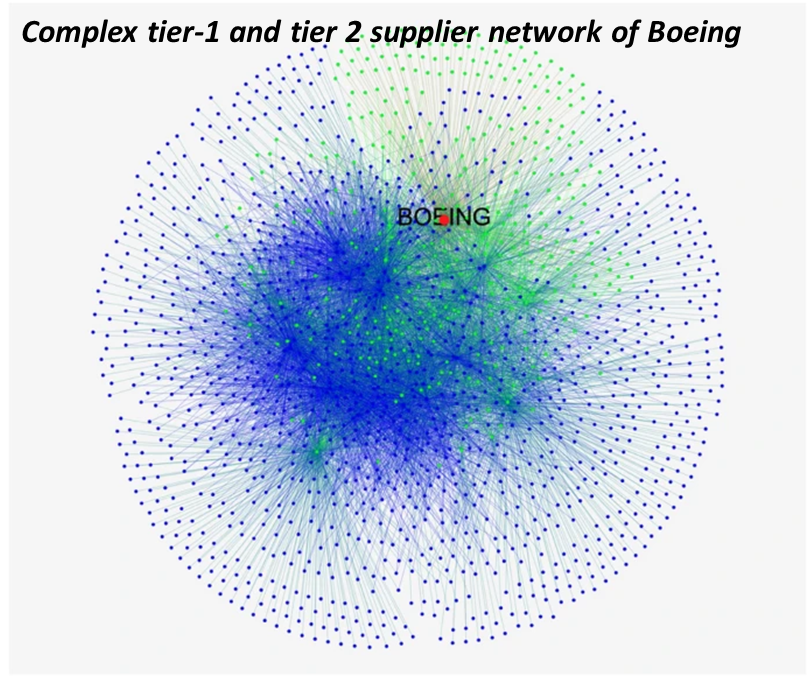 Complex tier-1 and tier 2 supplier network of Boeing
BOEING